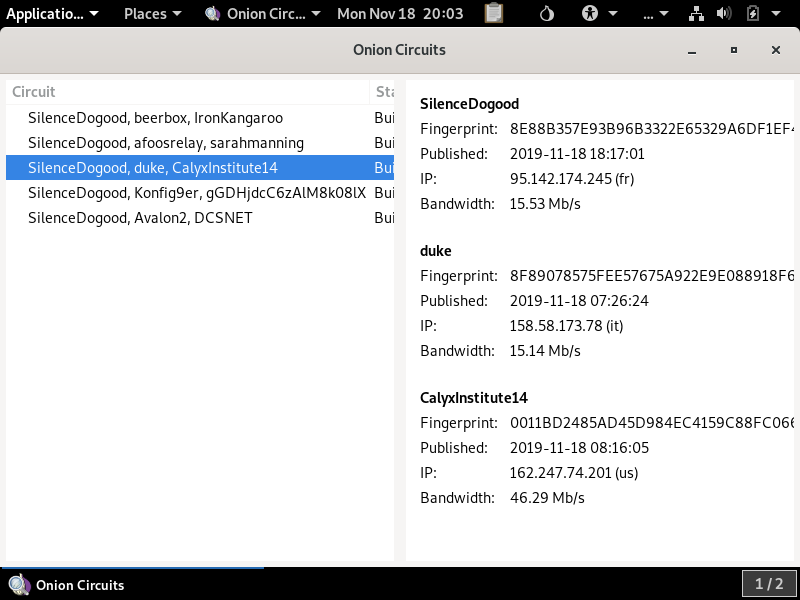 Applicatio... Places Onion Circ... Mon Nov 18 20:03 ...
Onion Circuits
Circuit Sta
SilenceDogood, beerbox, IronKangaroo Bui
SilenceDogood, afoosrelay, sarahmanning Bui
SilenceDogood, duke, CalyxInstitute14 Bui
SilenceDogood, Konfig9er, gGDHjdcC6zAlM8k08lX Bui
SilenceDogood, Avalon2, DCSNET Bui
SilenceDogood
Fingerprint: 8E88B357E93B96B3322E65329A6DF1EF4
Published: 2019-11-18 18:17:01
IP: 95.142.174.245 (fr)
Bandwidth: 15.53 Mb/s
duke
Fingerprint: 8F89078575FEE57675A922E9E088918F6
Published: 2019-11-18 07:26:24
IP: 158.58.173.78 (it)
Bandwidth: 15.14 Mb/s
CalyxInstitute14
Fingerprint: 0011BD2485AD45D984EC4159C88FC066
Published: 2019-11-18 08:16:05
IP: 162.247.74.201 (us)
Bandwidth: 46.29 Mb/s
Onion Circuits 1 / 2